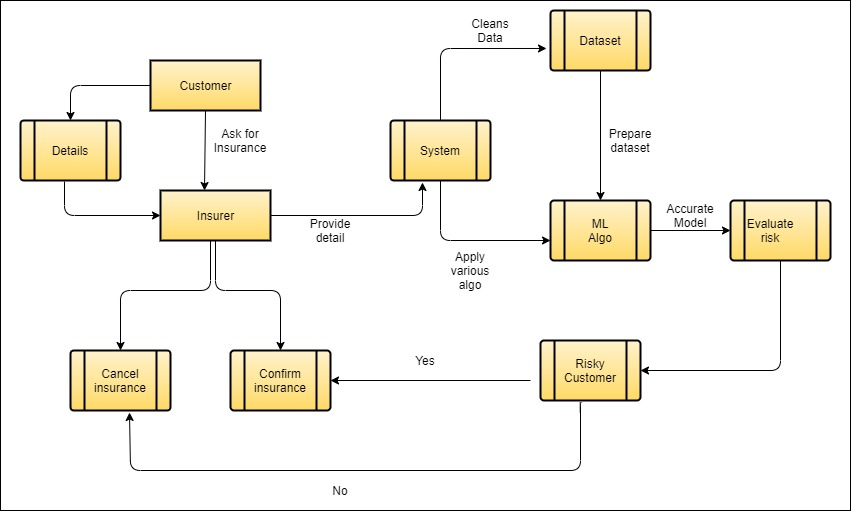 Cleans
Data
Dataset
Customer
Ask for
Insurance
Details
System
Prepare
dataset
Insurer
Provide
detail
Apply
various
algo
ML
Algo
Accurate
Model
Evaluate
risk
Cancel
insurance
Confirm
insurance
Yes
Risky
Customer
No